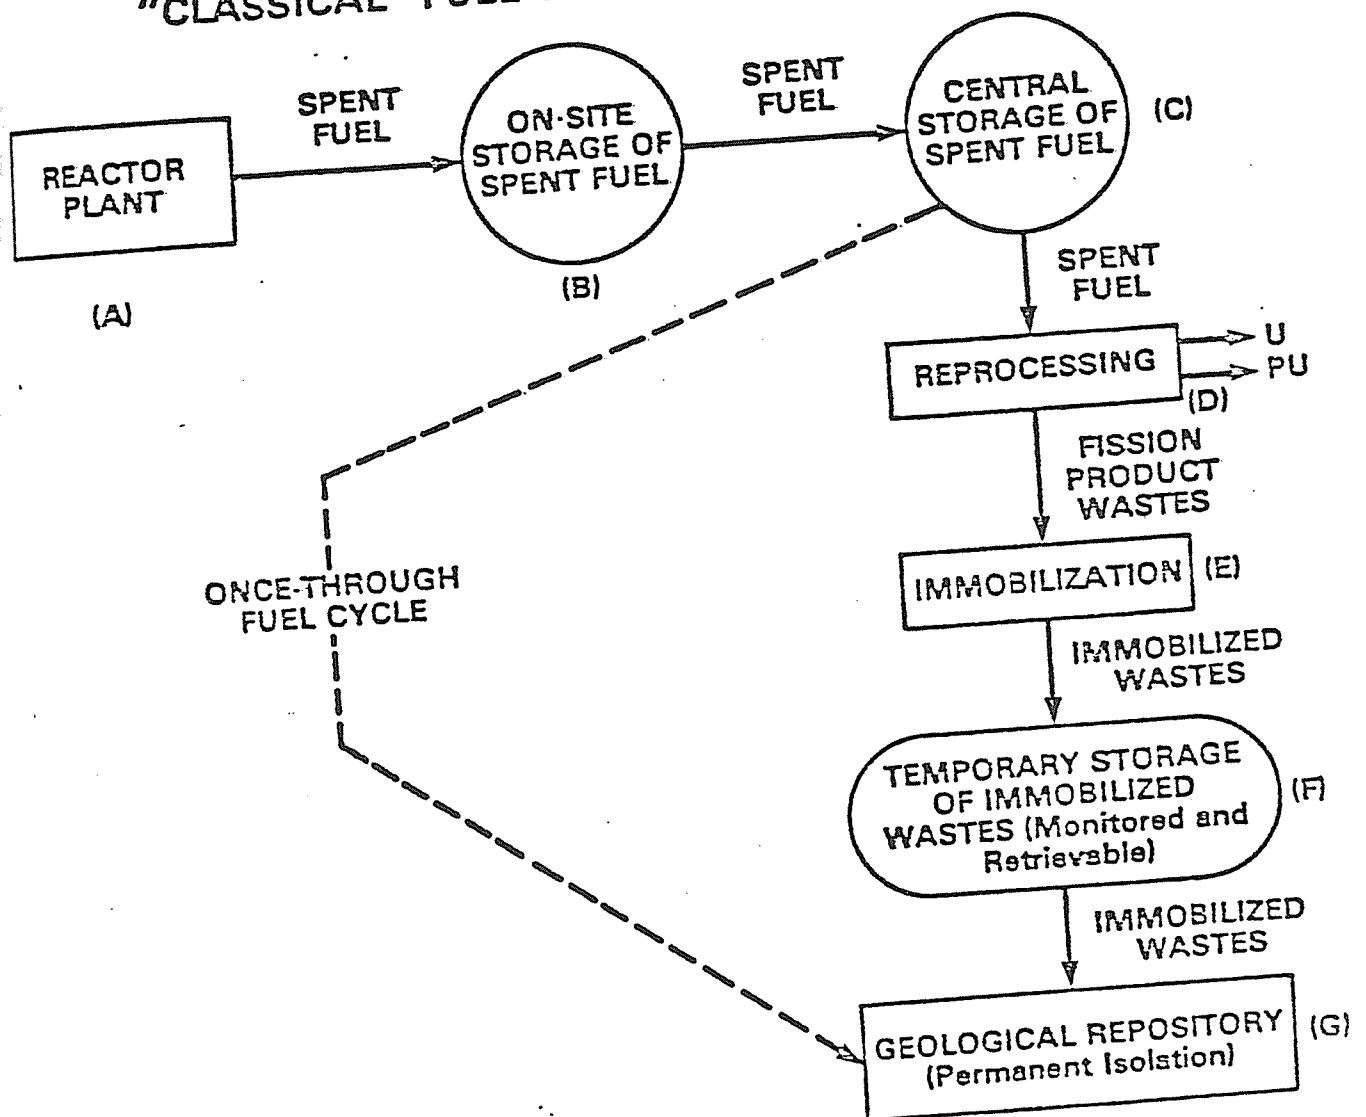 "CLASSICAL" FUEL
SPENT
FUEL
SPENT
FUEL
REACTOR
PLANT
(A)
ON-SITE
STORAGE OF
SPENT FUEL
(B)
CENTRAL
STORAGE OF
SPENT FUEL
(C)
SPENT
FUEL
REPROCESSING
U
PU
(D)
FISSION
PRODUCT
WASTES
ONCE-THROUGH
FUEL CYCLE
IMMOBILIZATION
(E)
IMMOBILIZED
WASTES
TEMPORARY STORAGE
OF IMMOBILIZED
WASTES (Monitored and
Retrievable)
(F)
IMMOBILIZED
WASTES
GEOLOGICAL REPOSITORY
(Permanent Isolation)
(G)